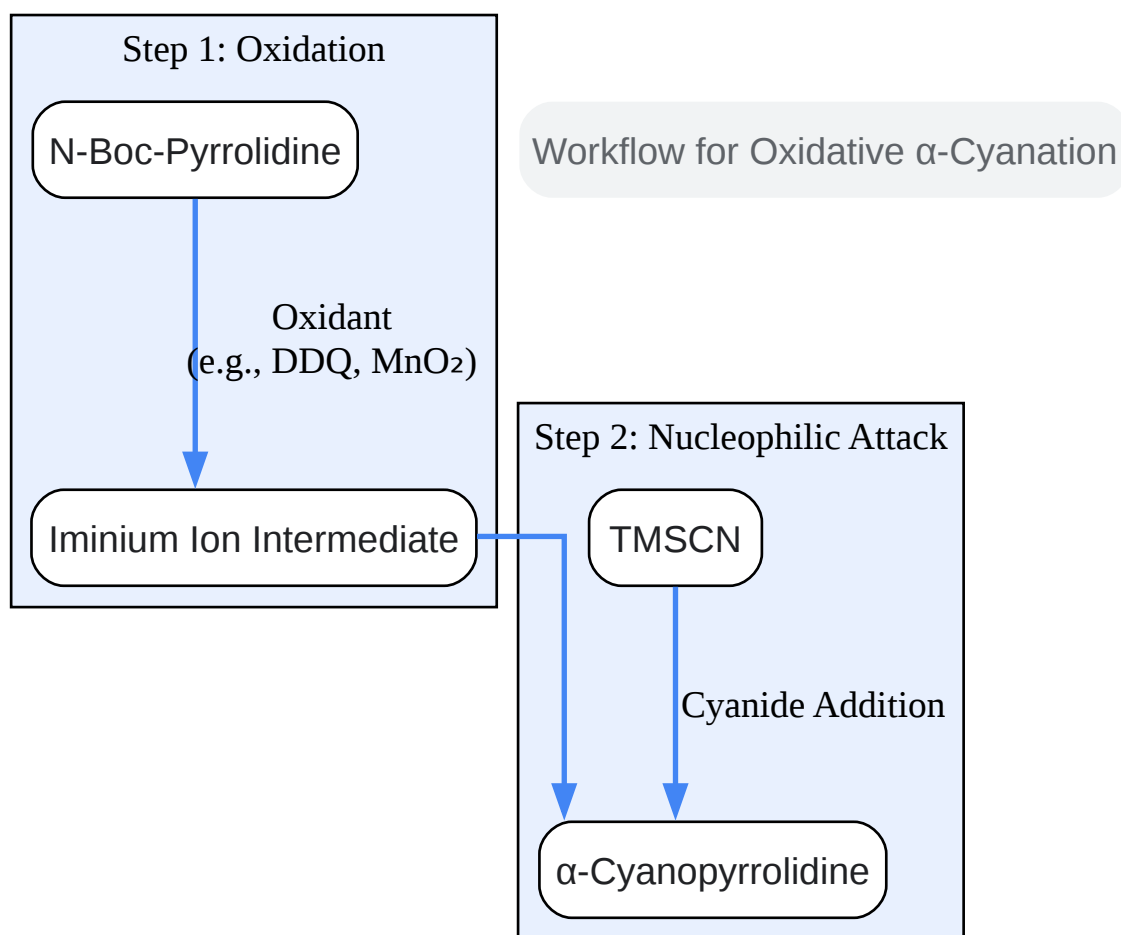 Step 1: Oxidation
N-Boc-Pyrrolidine
Workflow for Oxidative α-Cyanation
Oxidant
(e.g., DDQ, MnO₂)
Step 2: Nucleophilic Attack
Iminium Ion Intermediate
TMSCN
Cyanide Addition
α-Cyanopyrrolidine